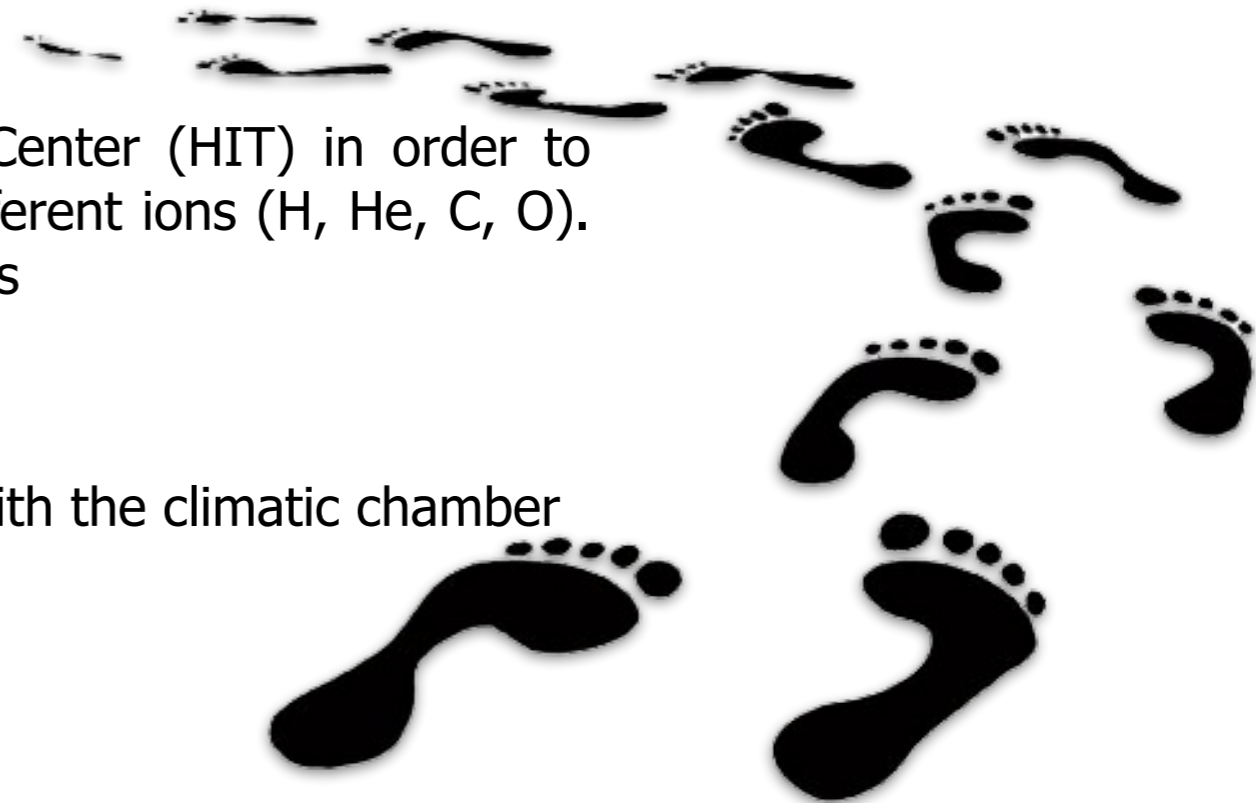 Center (HIT) in order to
ferent ions (H, He, C, O).
s
ith the climatic chamber